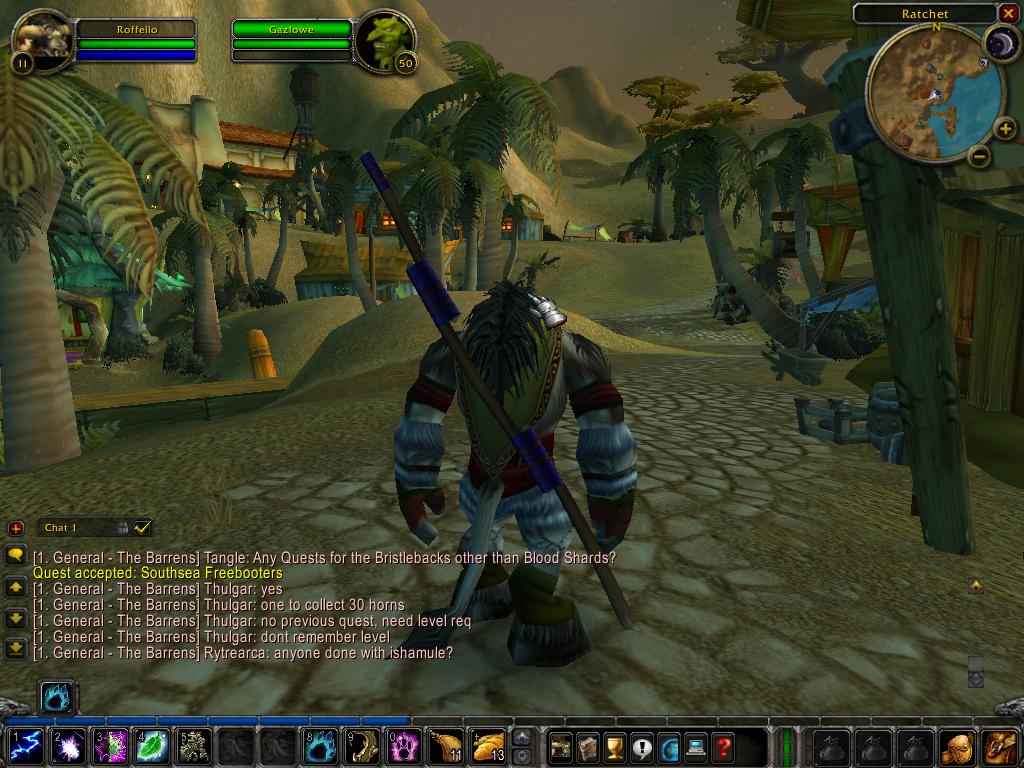 Roffello
11
Gazlowe
50
Ratchet
N
Chat 1
[1. General - The Barrens] Tangle: Any Quests for the Bristlebacks other than Blood Shards?
Quest accepted: Southsea Freebooters
[1. General - The Barrens] Thulgar: yes
[1. General - The Barrens] Thulgar: one to collect 30 horns
[1. General - The Barrens] Thulgar: no previous quest, need level req
[1. General - The Barrens] Thulgar: dont remember level
[1. General - The Barrens] Rytrearca: anyone done with ishamule?
1 2 3 4 5 8 9 0 11 13